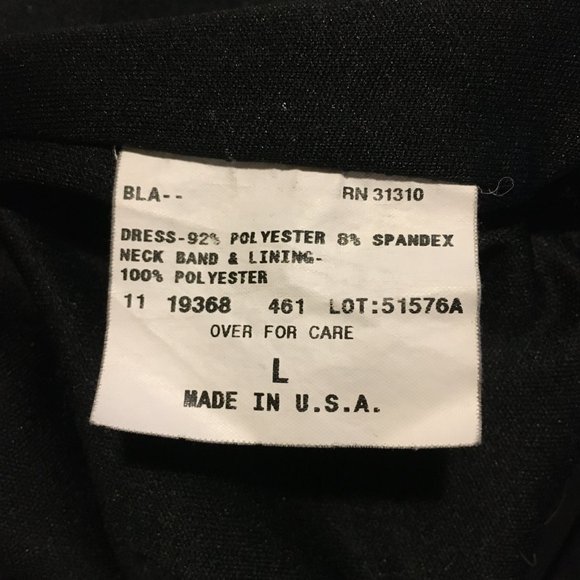 BLA-- RN 31310
DRESS-92% POLYESTER 8% SPANDEX
NECK BAND & LINING-
100% POLYESTER
11 19368 461 LOT:51576A
OVER FOR CARE
L
MADE IN U.S.A.